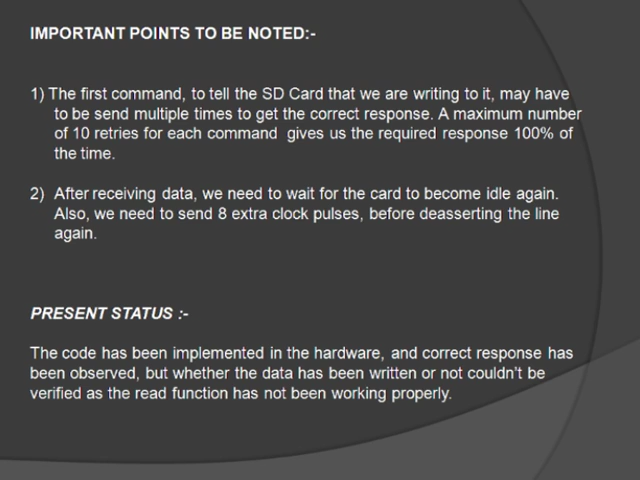 IMPORTANT POINTS TO BE NOTED:-
1) The first command, to tell the SD Card that we are writing to it, may have
to be send multiple times to get the correct response. A maximum number
of 10 retries for each command gives us the required response 100% of
the time.
2) After receiving data, we need to wait for the card to become idle again.
Also, we need to send 8 extra clock pulses, before deasserting the line
again.
PRESENT STATUS :-
The code has been implemented in the hardware, and correct response has
been observed, but whether the data has been written or not couldn't be
verified as the read function has not been working properly.